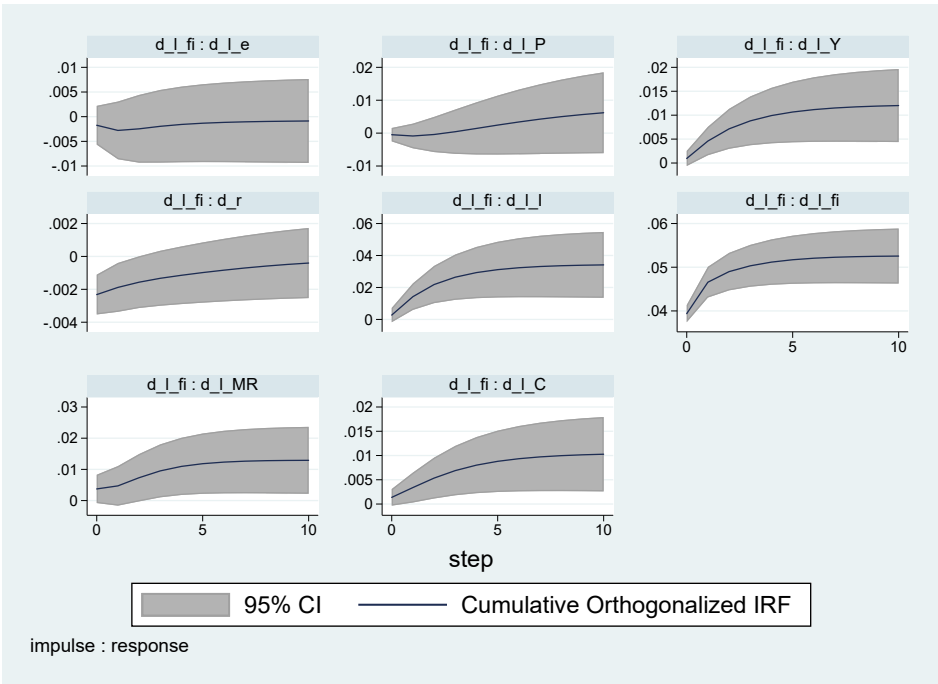 d_l_fi : d_l_e
.01
.005
0
-.005
-.01
d_l_fi : d_l_P
.02
.01
0
-.01
d_l_fi : d_l_Y
.02
.015
.01
.005
0
d_l_fi : d_r
.002
0
-.002
-.004
d_l_fi : d_l_I
.06
.04
.02
0
d_l_fi : d_l_fi
.06
.05
.04
0 5 10
d_l_fi : d_l_MR
.03
.02
.01
0
0 5 10
d_l_fi : d_l_C
.02
.015
.01
.005
0
0 5 10
step
95% CI Cumulative Orthogonalized IRF
impulse : response